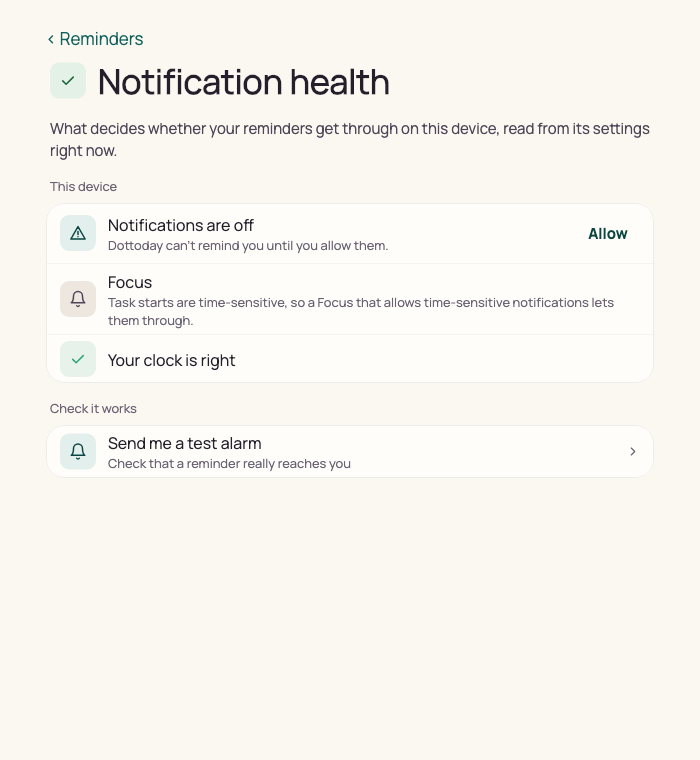 Reminders
Notification health
What decides whether your reminders get through on this device, read from its settings
right now.
This device
Notifications are off
Dottoday can't remind you until you allow them.
Allow
Focus
Task starts are time-sensitive, so a Focus that allows time-sensitive notifications lets
them through.
Your clock is right
Check it works
Send me a test alarm
Check that a reminder really reaches you